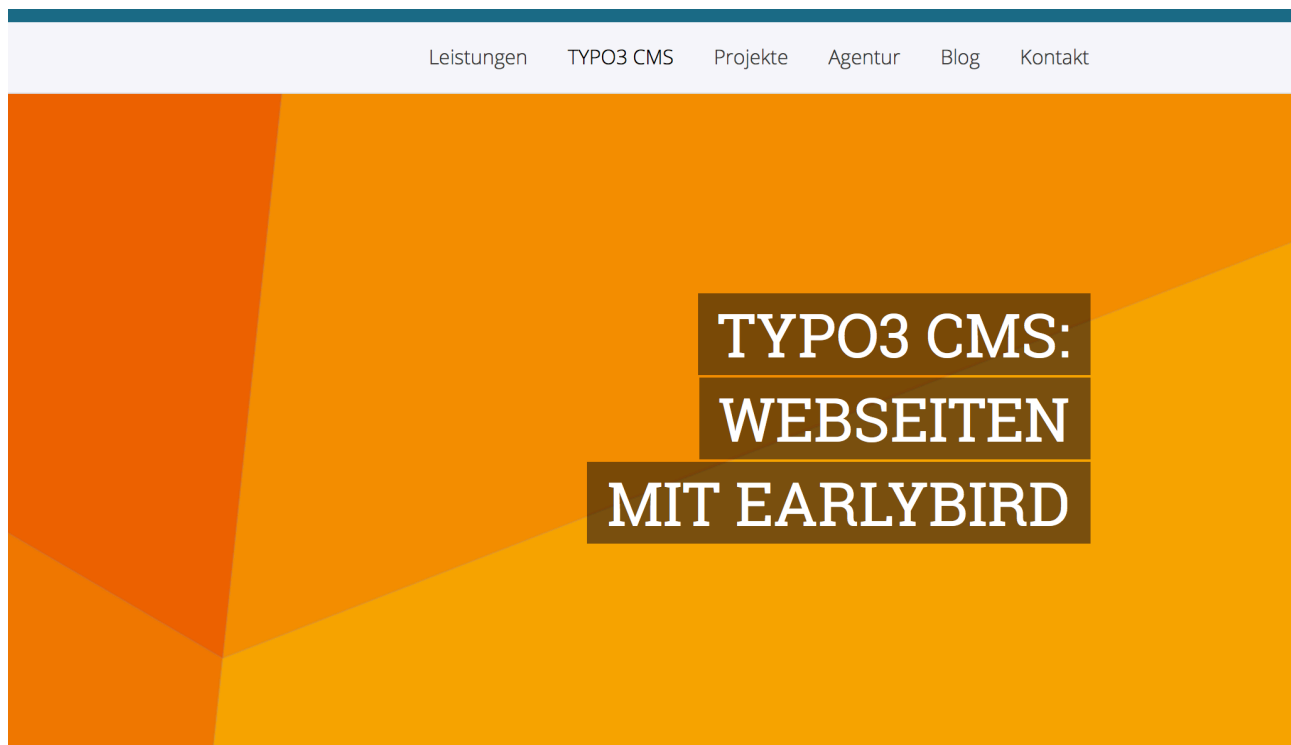 Leistungen TYPO3 CMS Projekte Agentur Blog Kontakt
TYPO3 CMS:
WEBSEITEN
MIT EARLYBIRD